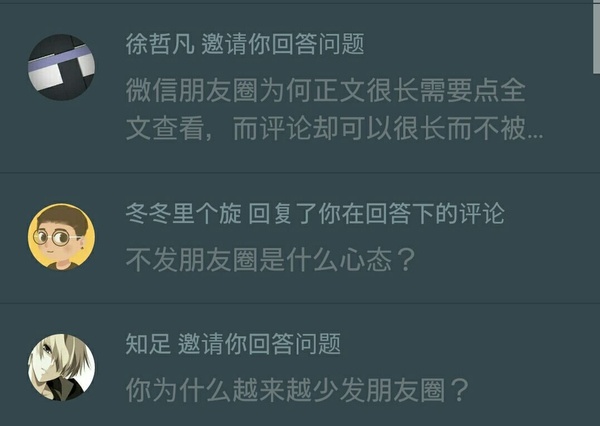 徐哲凡 邀请你回答问题
微信朋友圈为何正文很长需要点全
文查看，而评论却可以很长而不被...
冬冬里个旋 回复了你在回答下的评论
不发朋友圈是什么心态？
知足 邀请你回答问题
你为什么越来越少发朋友圈？